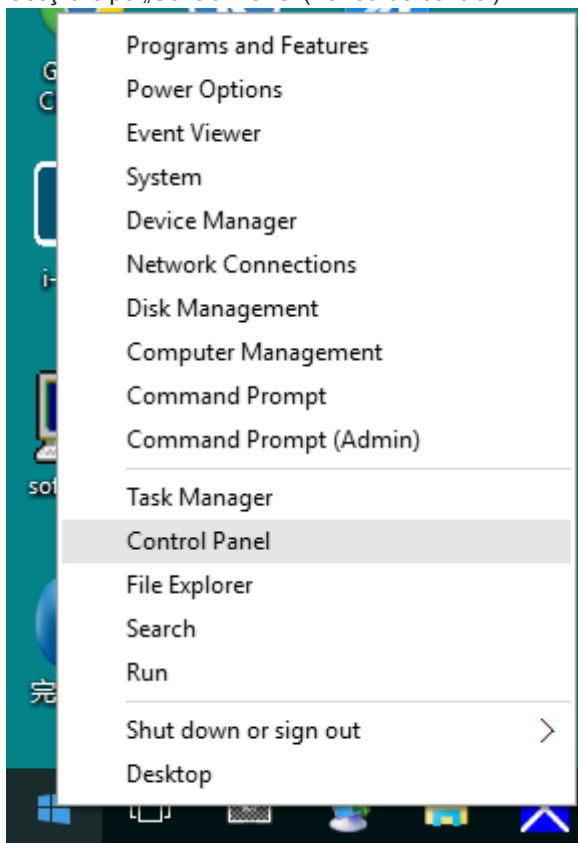 Programs and Features
Power Options
Event Viewer
System
Device Manager
Network Connections
Disk Management
Computer Management
Command Prompt
Command Prompt (Admin)
Task Manager
Control Panel
File Explorer
Search
Run
Shut down or sign out
Desktop